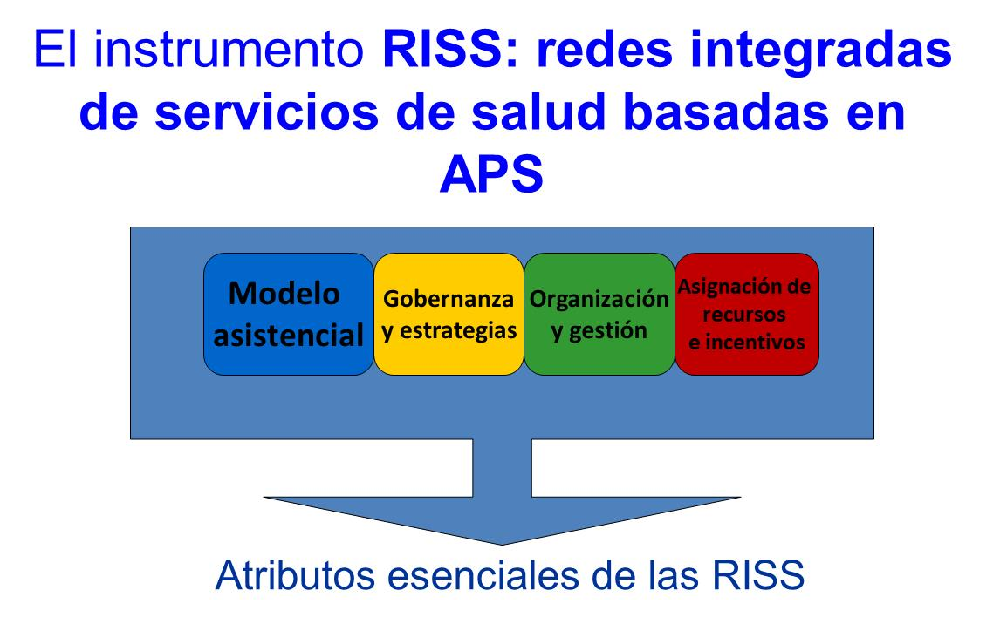 El instrumento RISS: redes integradas
de servicios de salud basadas en
APS
Modelo
asistencial
Gobernanza
y estrategias
Organización
y gestión
Asignación de
recursos
e incentivos
Atributos esenciales de las RISS